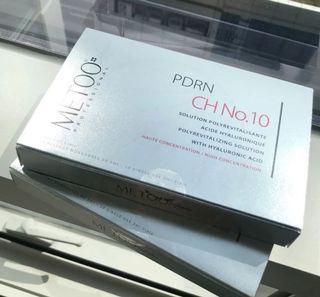 METOO
PROFESSIONAL
PDRN
CH No.10
SOLUTION POLYREVITALISANTE
ACIDE HYALURONIQUE
POLYREVITALIZING SOLUTION
WITH HYALURONIC ACID
HAUTE CONCENTRATION / HIGH CONCENTRATION
METOO